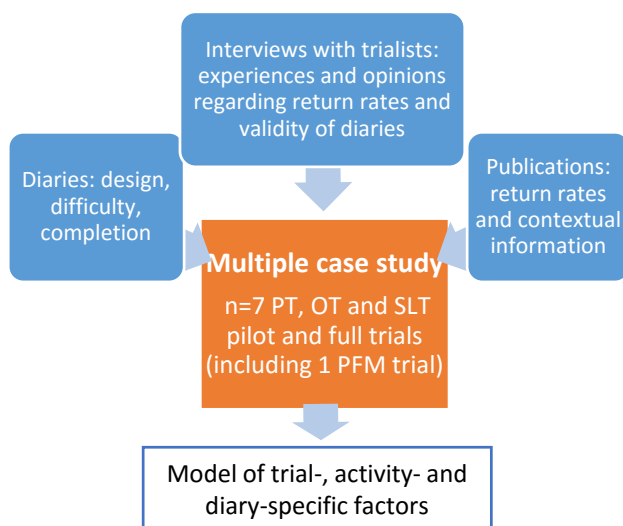 Interviews with trialists:
experiences and opinions
regarding return rates and
validity of diaries
Diaries: design,
difficulty,
completion
Publications:
return rates
and contextual
information
Multiple case study
n=7 PT, OT and SLT
pilot and full trials
(including 1 PFM trial)
Model of trial-, activity- and
diary-specific factors